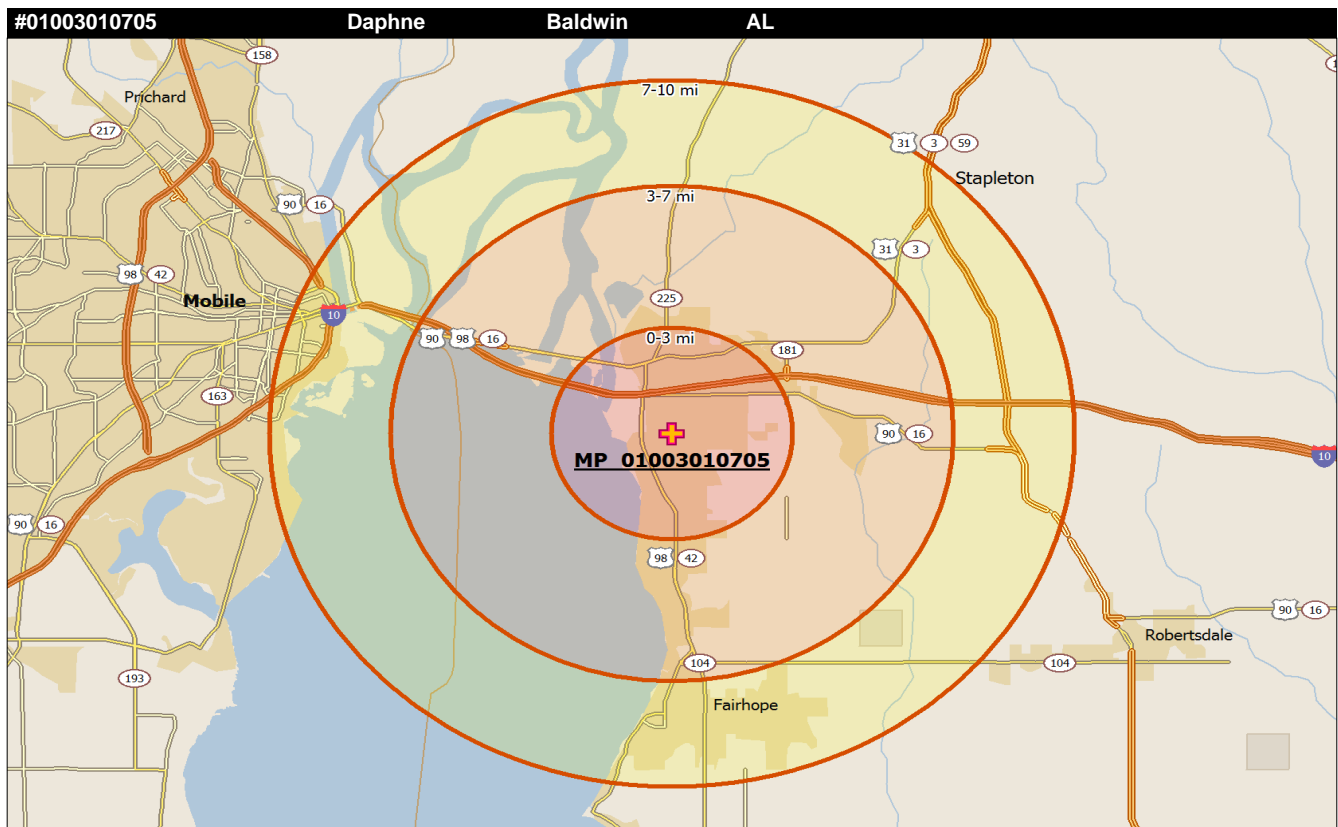 #01003010705 Daphne Baldwin AL
158
7-10 mi
Prichard
217
31 3 59
Stapleton
3-7 mi
90 16
31 3
98 42
Mobile
225
10
0-3 mi
90 98 16
181
163
90 16
MP_01003010705
10
90 16
98 42
90 16
Robertsdale
104
104
193
Fairhope